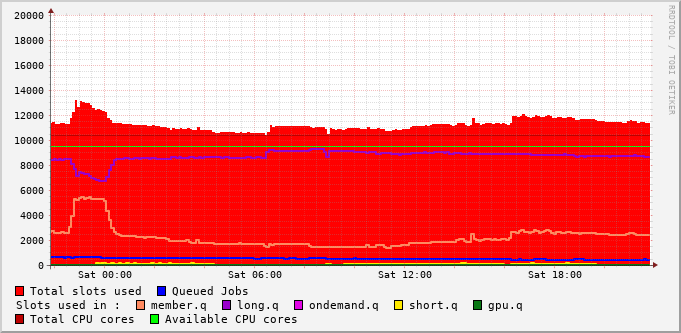 20000
18000
16000
14000
12000
10000
8000
6000
4000
2000
0
Sat 00:00 Sat 06:00 Sat 12:00 Sat 18:00
Total slots used Queued Jobs
Slots used in : member.q long.q ondemand.q short.q gpu.q
Total CPU cores Available CPU cores
RRDTOOL / TOBI OETIKER